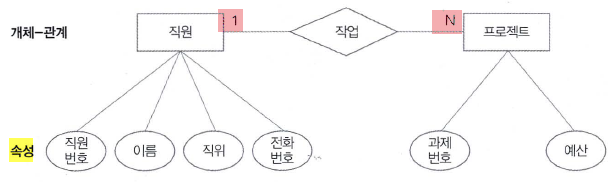 개체-관계 직원 1 작업 N 프로젝트
속성 직원 번호 이름 직위 전화 번호 과제 번호 예산